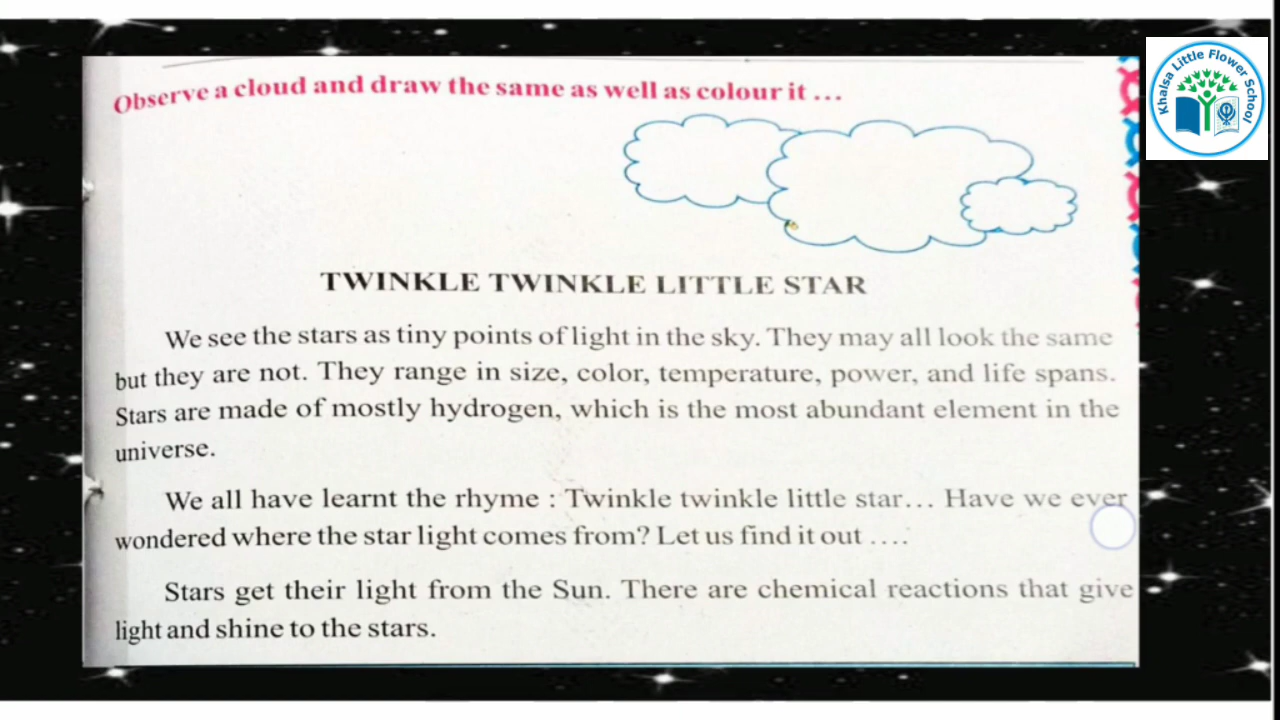 Khalsa Little Flower School
Observe a cloud and draw the same as well as colour it ...
TWINKLE TWINKLE LITTLE STAR
We see the stars as tiny points of light in the sky. They may all look the same
but they are not. They range in size, color, temperature, power, and life spans.
Stars are made of mostly hydrogen, which is the most abundant element in the
universe.
We all have learnt the rhyme : Twinkle twinkle little star... Have we ever
wondered where the star light comes from? Let us find it out ....
Stars get their light from the Sun. There are chemical reactions that give
light and shine to the stars.